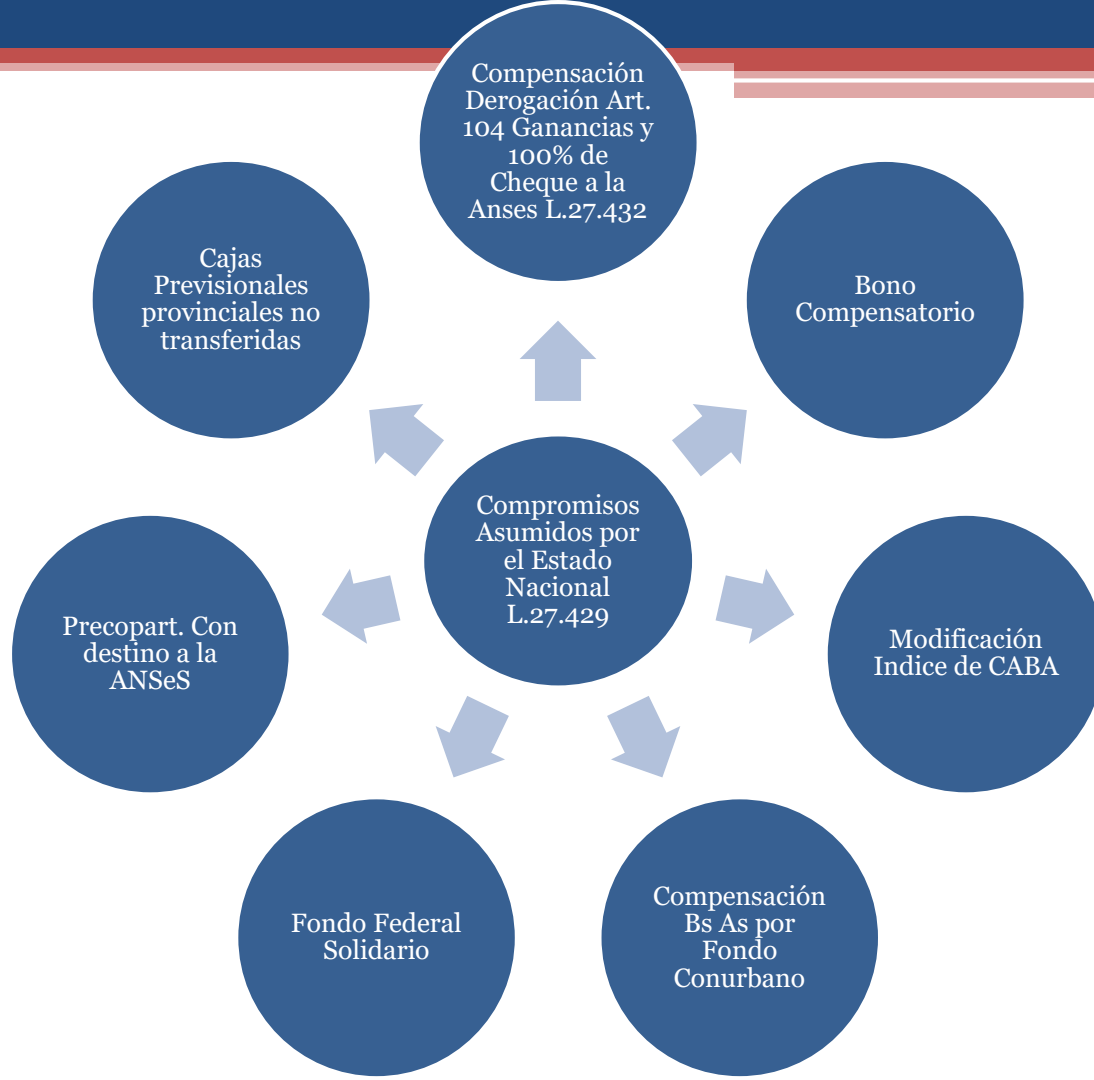 Compensación
Derogación Art.
104 Ganancias y
100% de
Cheque a la
Anses L.27.432
Bono
Compensatorio
Modificación
Indice de CABA
Compensación
Bs As por
Fondo
Conurbano
Fondo Federal
Solidario
Precopart. Con
destino a la
ANSeS
Cajas
Previsionales
provinciales no
transferidas
Compromisos
Asumidos por
el Estado
Nacional
L.27.429